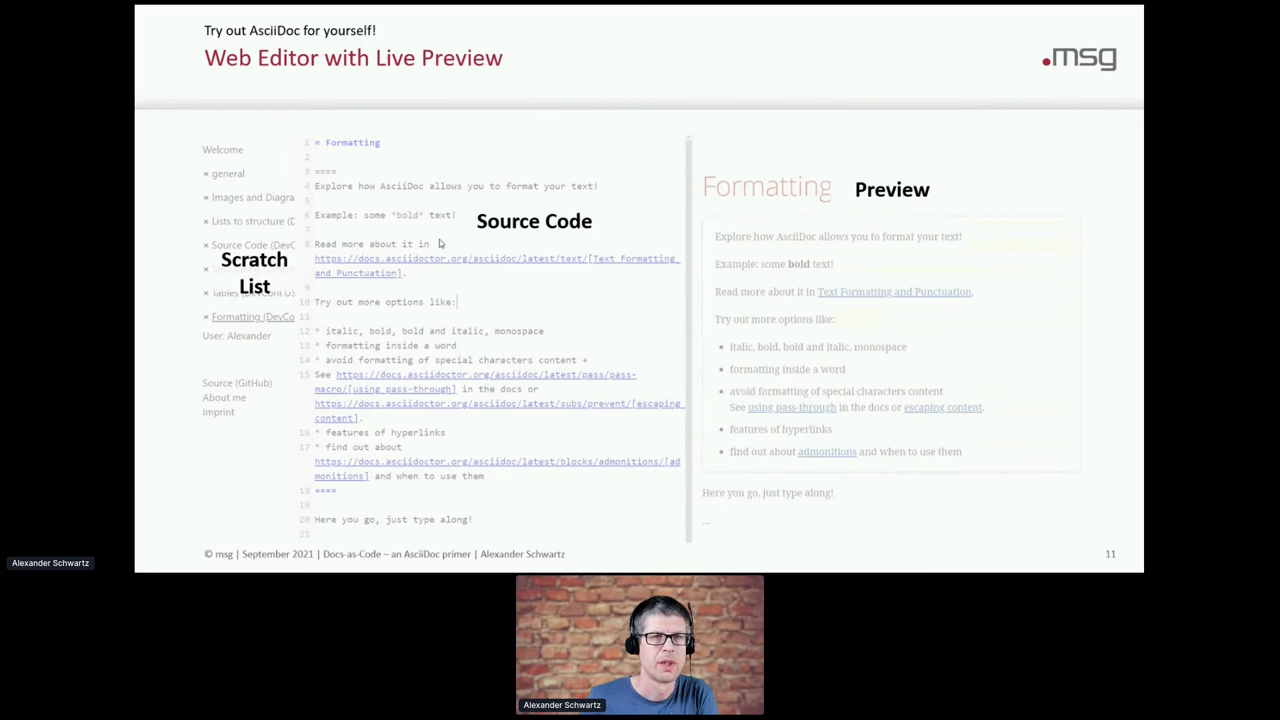 Try out AsciiDoc for yourself!
Web Editor with Live Preview
.msg
Welcome
× general
× Images and Diagra
× Lists to structure (D
× Source Code (DevC
Scratch
List
× Tables (DevConf.US
× Formatting (DevCo
User: Alexander
Source (GitHub)
About me
Imprint
Source Code
1 = Formatting
2
3 ====
4 Explore how AsciiDoc allows you to format your text!
5
6 Example: some *bold* text!
7
8 Read more about it in
https://docs.asciidoctor.org/asciidoc/latest/text/[Text Formatting
and Punctuation].
9
10 Try out more options like:
11
12 * italic, bold, bold and italic, monospace
13 * formatting inside a word
14 * avoid formatting of special characters content +
15 See https://docs.asciidoctor.org/asciidoc/latest/pass/pass-
macro/[using pass-through] in the docs or
https://docs.asciidoctor.org/asciidoc/latest/subs/prevent/[escaping
content].
16 * features of hyperlinks
17 * find out about
https://docs.asciidoctor.org/asciidoc/latest/blocks/admonitions/[ad
monitions] and when to use them
18 ====
19
20 Here you go, just type along!
21
Preview
Formatting
Explore how AsciiDoc allows you to format your text!
Example: some bold text!
Read more about it in Text Formatting and Punctuation.
Try out more options like:
• italic, bold, bold and italic, monospace
• formatting inside a word
• avoid formatting of special characters content
See using pass-through in the docs or escaping content.
• features of hyperlinks
• find out about admonitions and when to use them
Here you go, just type along!
...
© msg | September 2021 | Docs-as-Code – an AsciiDoc primer | Alexander Schwartz
11
Alexander Schwartz
Alexander Schwartz